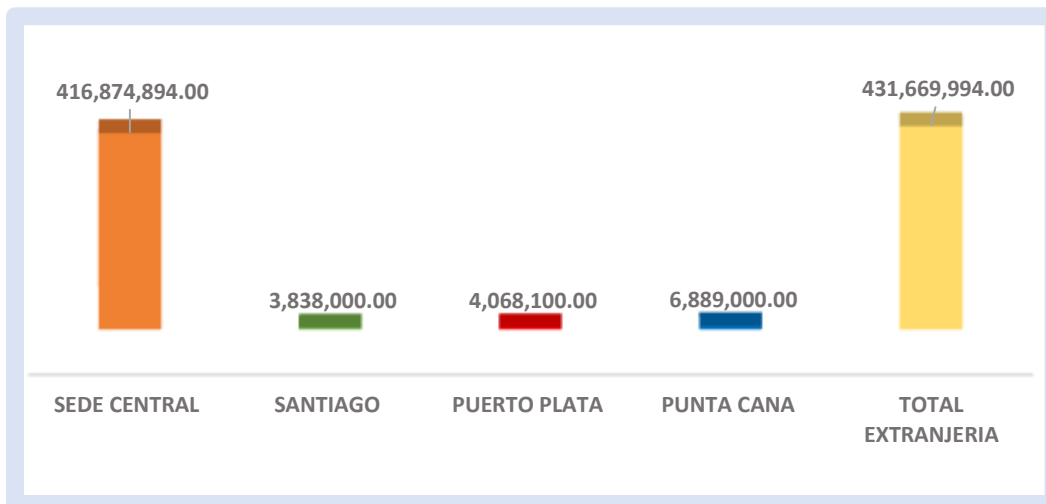 416,874,894.00
431,669,994.00
3,838,000.00
4,068,100.00
6,889,000.00
SEDE CENTRAL
SANTIAGO
PUERTO PLATA
PUNTA CANA
TOTAL
EXTRANJERIA